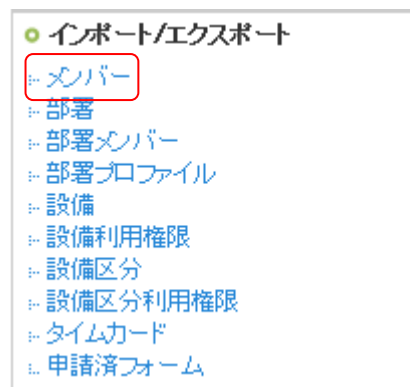 インポート/エクスポート
メンバー
部署
部署メンバー
部署プロファイル
設備
設備利用権限
設備区分
設備区分利用権限
タイムカード
申請済フォーム